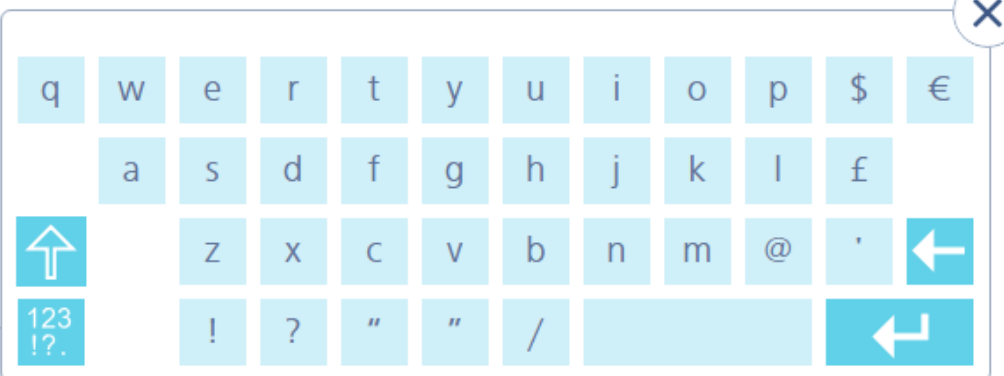 q w e r t y u i o p $ €
a s d f g h j k l £
z x c v b n m @ '
123
!?. ! ? “ ” /